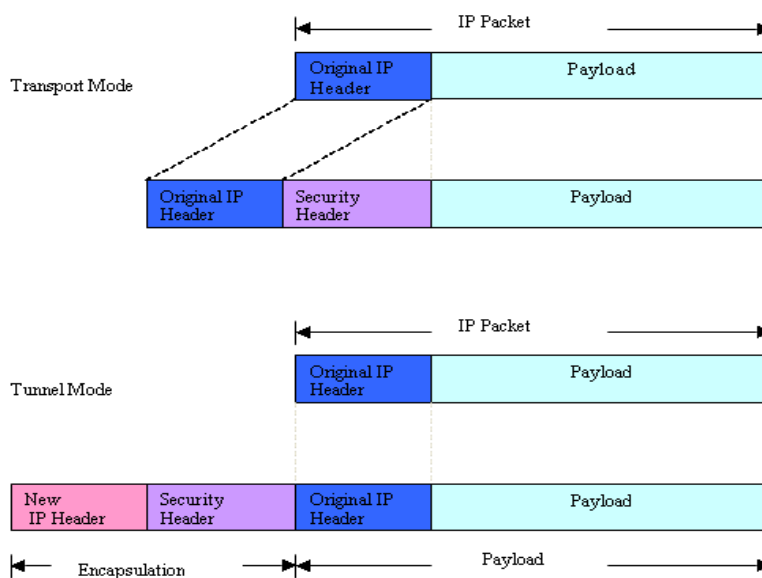 IP Packet
Original IP
Header
Payload
Transport Mode
Original IP
Header
Security
Header
Payload
IP Packet
Original IP
Header
Payload
Tunnel Mode
New
IP Header
Security
Header
Original IP
Header
Payload
Encapsulation
Payload